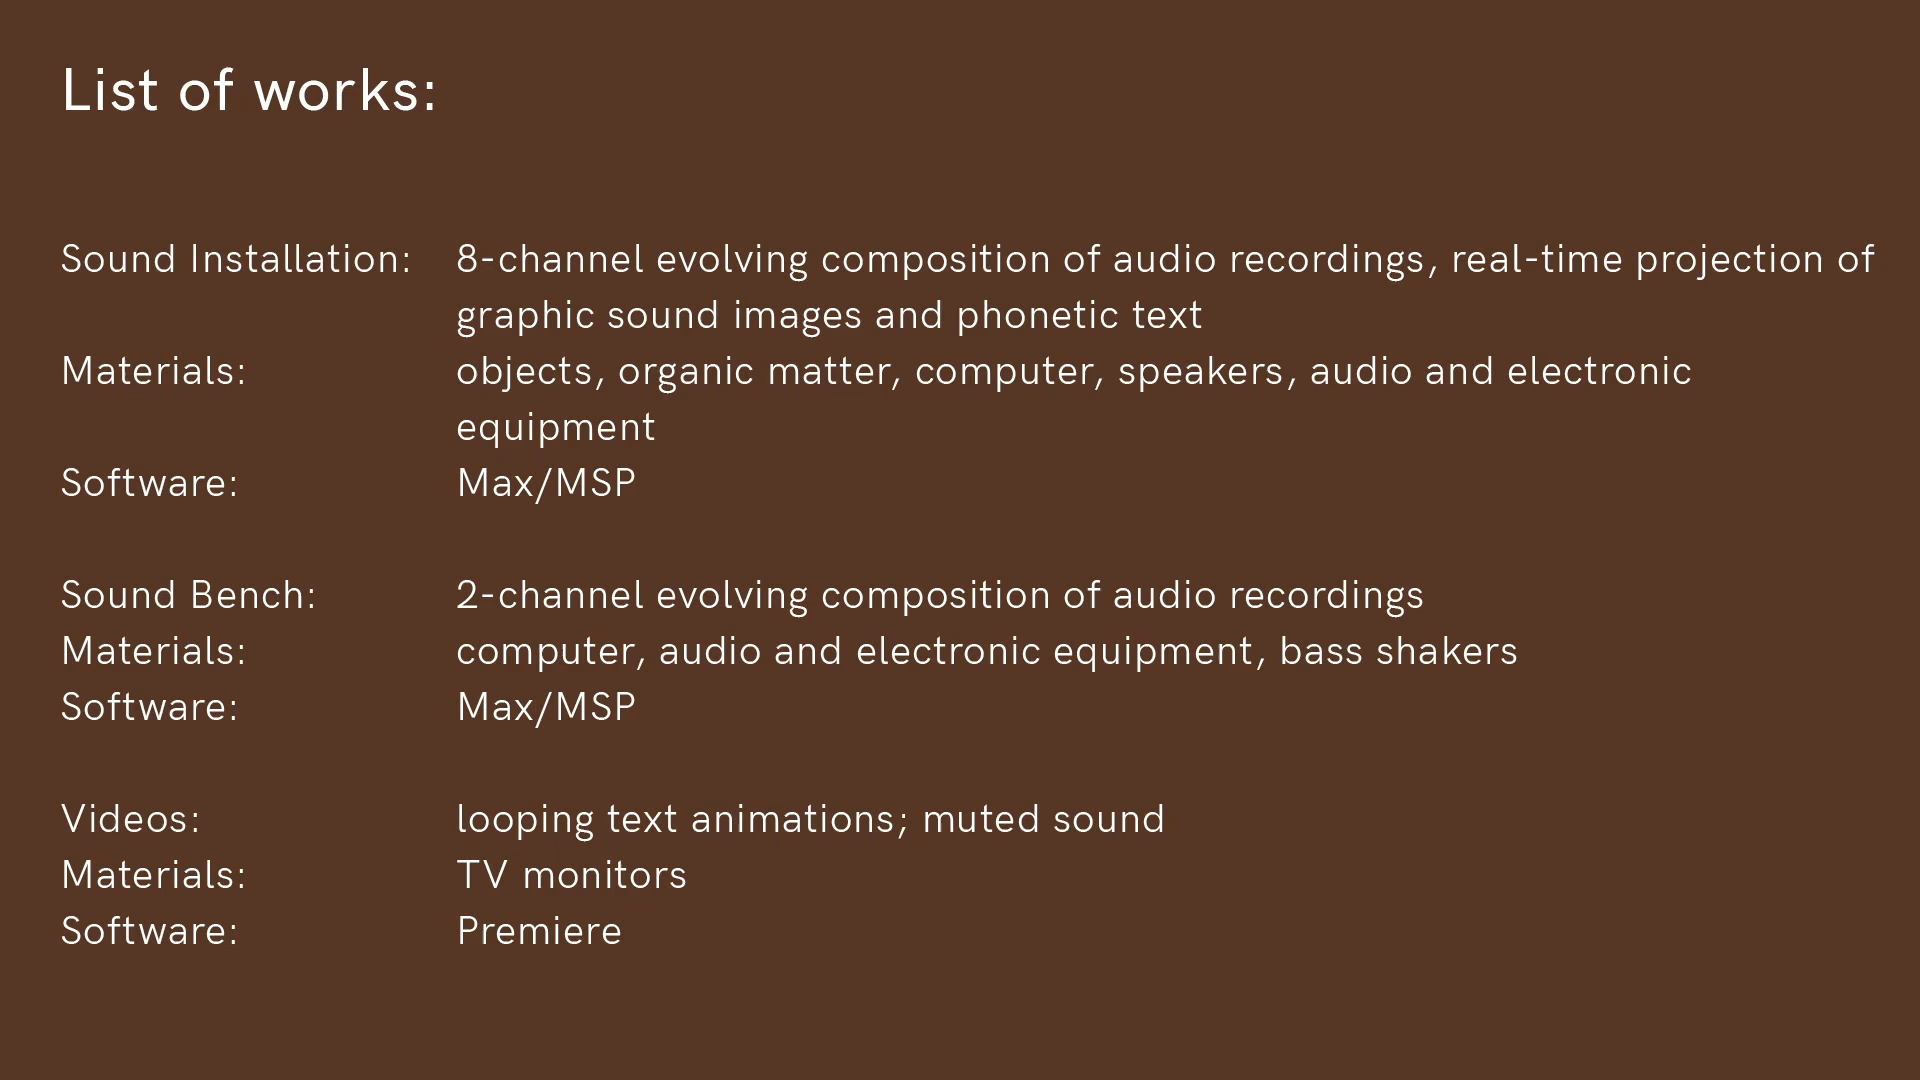 List of works:
Sound Installation: 8-channel evolving composition of audio recordings, real-time projection of
graphic sound images and phonetic text
Materials: objects, organic matter, computer, speakers, audio and electronic
equipment
Software: Max/MSP
Sound Bench: 2-channel evolving composition of audio recordings
Materials: computer, audio and electronic equipment, bass shakers
Software: Max/MSP
Videos: looping text animations; muted sound
Materials: TV monitors
Software: Premiere